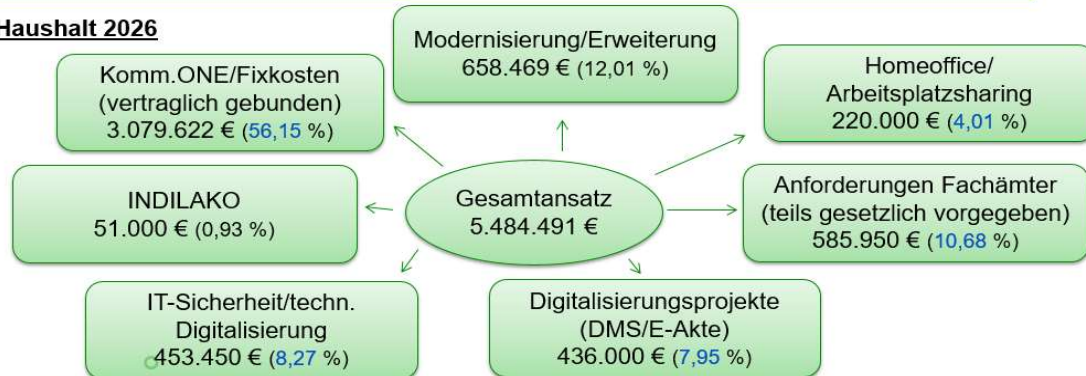 Haushalt 2026
Modernisierung/Erweiterung
658.469 € (12,01 %)
Komm.ONE/Fixkosten
(vertraglich gebunden)
3.079.622 € (56,15 %)
Homeoffice/
Arbeitsplatzsharing
220.000 € (4,01 %)
INDILAKO
51.000 € (0,93 %)
Gesamtansatz
5.484.491 €
Anforderungen Fachämter
(teils gesetzlich vorgegeben)
585.950 € (10,68 %)
IT-Sicherheit/techn.
Digitalisierung
453.450 € (8,27 %)
Digitalisierungsprojekte
(DMS/E-Akte)
436.000 € (7,95 %)